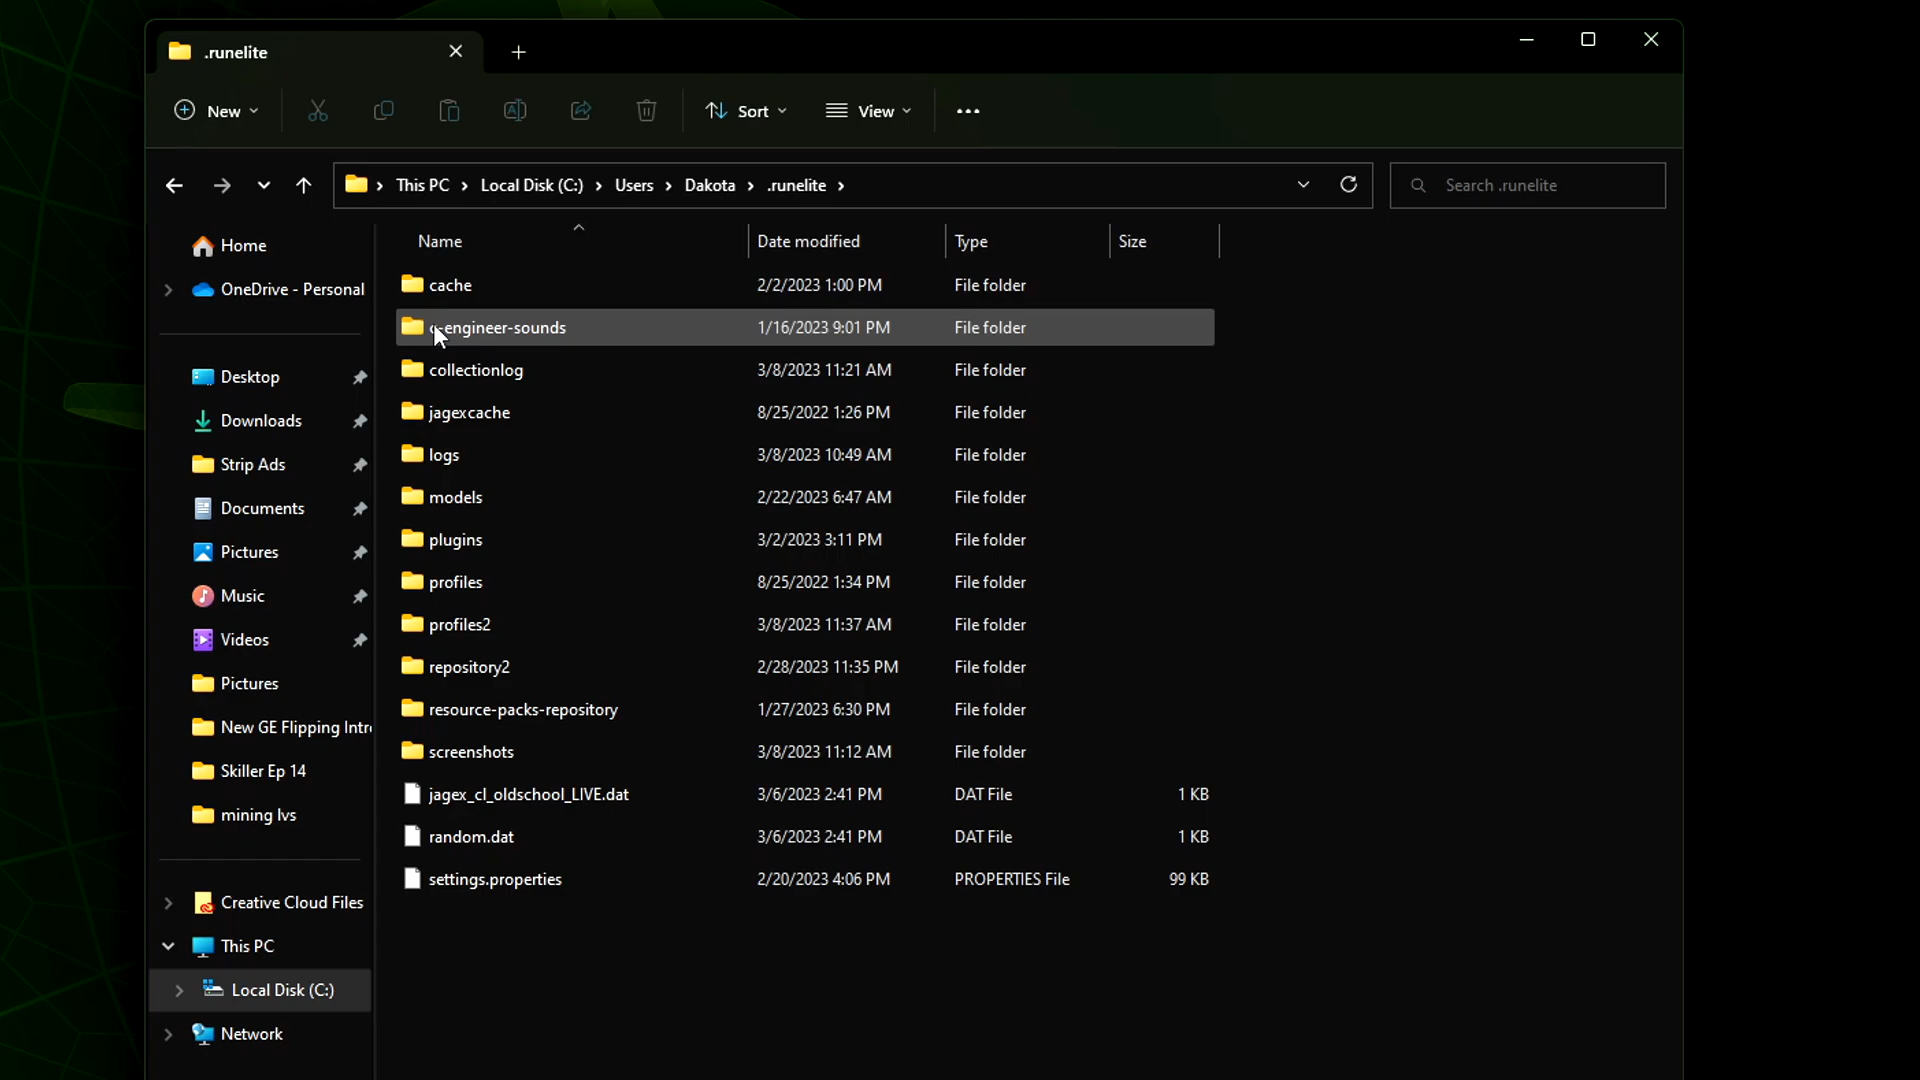 .runelite
New
Sort
View
This PC
Local Disk (C:)
Users
Dakota
.runelite
Search .runelite
Home
OneDrive - Personal
Desktop
Downloads
Strip Ads
Documents
Pictures
Music
Videos
Pictures
New GE Flipping Intr
Skiller Ep 14
mining lvs
Creative Cloud Files
This PC
Local Disk (C:)
Network
Name Date modified Type Size
cache 2/2/2023 1:00 PM File folder
c-engineer-sounds 1/16/2023 9:01 PM File folder
collectionlog 3/8/2023 11:21 AM File folder
jagexcache 8/25/2022 1:26 PM File folder
logs 3/8/2023 10:49 AM File folder
models 2/22/2023 6:47 AM File folder
plugins 3/2/2023 3:11 PM File folder
profiles 8/25/2022 1:34 PM File folder
profiles2 3/8/2023 11:37 AM File folder
repository2 2/28/2023 11:35 PM File folder
resource-packs-repository 1/27/2023 6:30 PM File folder
screenshots 3/8/2023 11:12 AM File folder
jagex_cl_oldschool_LIVE.dat 3/6/2023 2:41 PM DAT File 1 KB
random.dat 3/6/2023 2:41 PM DAT File 1 KB
settings.properties 2/20/2023 4:06 PM PROPERTIES File 99 KB